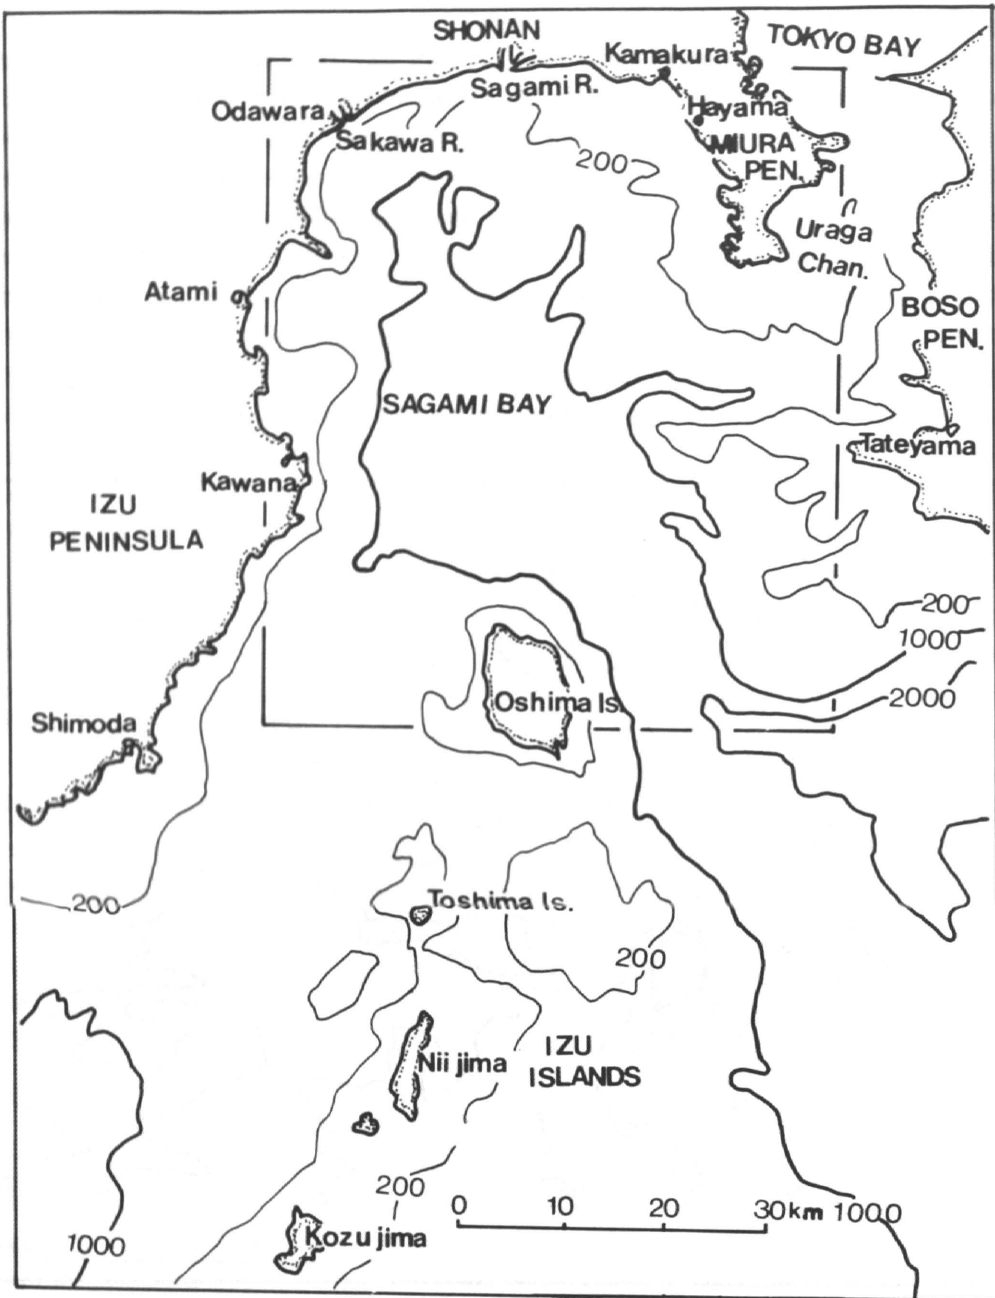 SHONAN
TOKYO BAY
Kamakura
Sagami R.
Odawara
Hayama
Sakawa R.
MIURA
PEN.
200
Uraga
Chan.
Atami
BOSO
PEN.
SAGAMI BAY
Tateyama
Kawana
IZU
PENINSULA
200
1000
2000
Oshima Is.
Shimoda
200
Toshima Is.
200
IZU
ISLANDS
Nii jima
200
0 10 20 30 km
1000
Kozu jima
1000